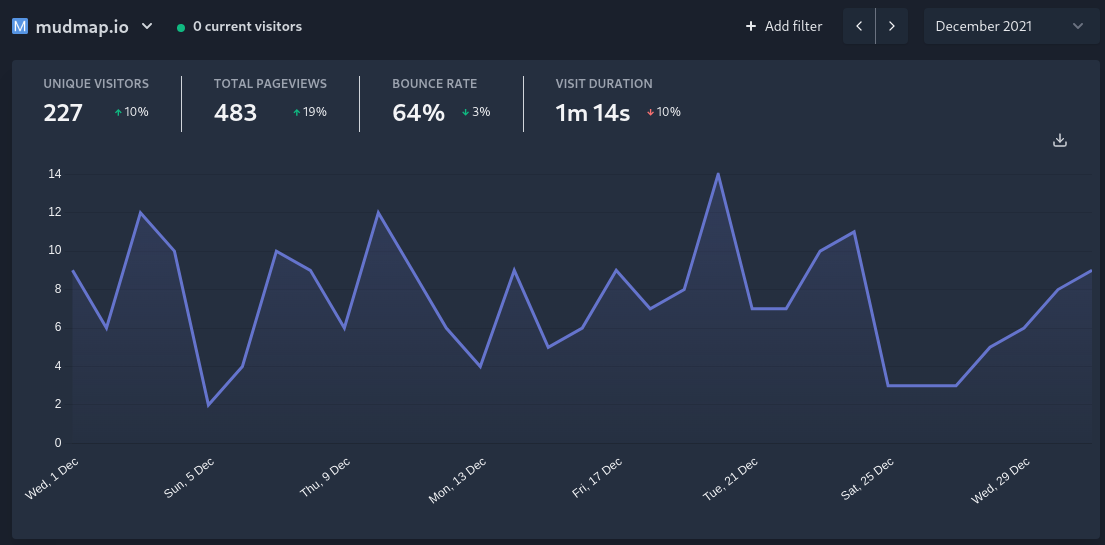 M mudmap.io 0 current visitors + Add filter December 2021
UNIQUE VISITORS TOTAL PAGEVIEWS BOUNCE RATE VISIT DURATION
227 ↑ 10% 483 ↑ 19% 64% ↓ 3% 1m 14s ↓ 10%
14
12
10
8
6
4
2
0
Wed, 1 Dec Sun, 5 Dec Thu, 9 Dec Mon, 13 Dec Fri, 17 Dec Tue, 21 Dec Sat, 25 Dec Wed, 29 Dec